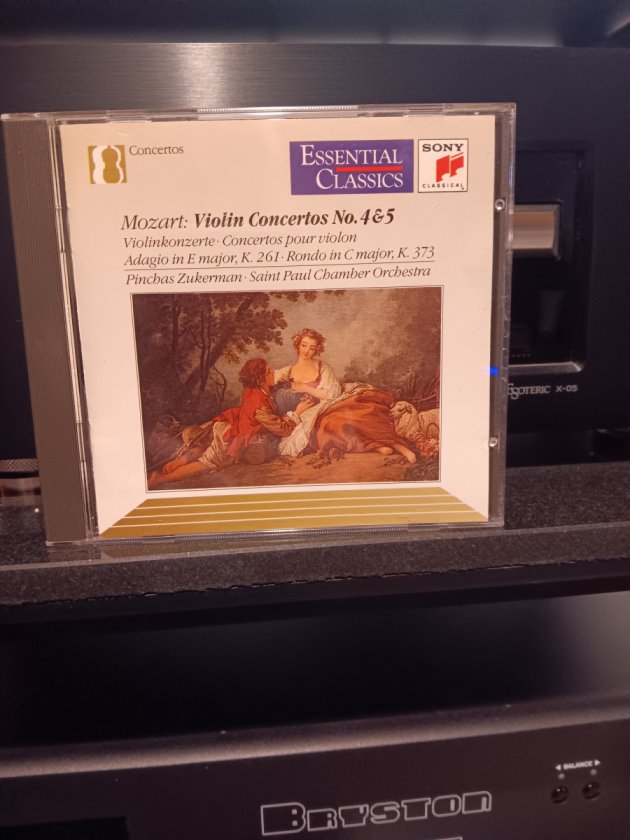 Concertos
ESSENTIAL
CLASSICS
SONY
CLASSICAL
Mozart: Violin Concertos No. 4 & 5
Violinkonzerte · Concertos pour violon
Adagio in E major, K. 261 · Rondo in C major, K. 373
Pinchas Zukerman · Saint Paul Chamber Orchestra
ESOTERIC X-05
◀ BALANCE ▶
BRYSTON